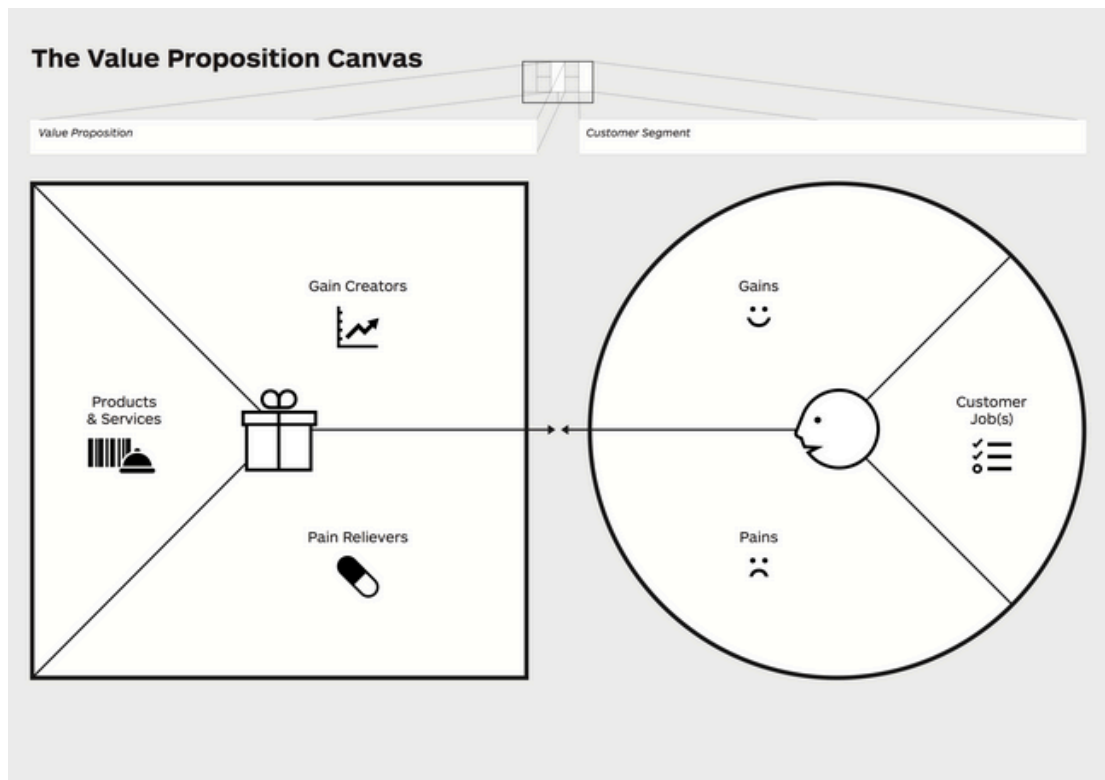 The Value Proposition Canvas
Value Proposition
Customer Segment
Gain Creators
Products
& Services
Pain Relievers
Gains
Customer
Job(s)
Pains